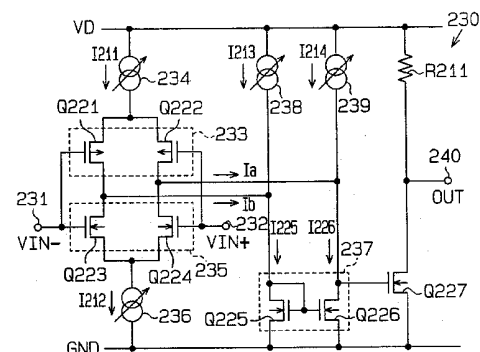 230
VD
I211
234
I213
238
I214
239
R211
Q221
Q222
233
240
OUT
Ia
Ib
231
VIN-
232
VIN+
I225
I226
237
Q223
Q224
235
I212
236
Q225
Q226
Q227
GND